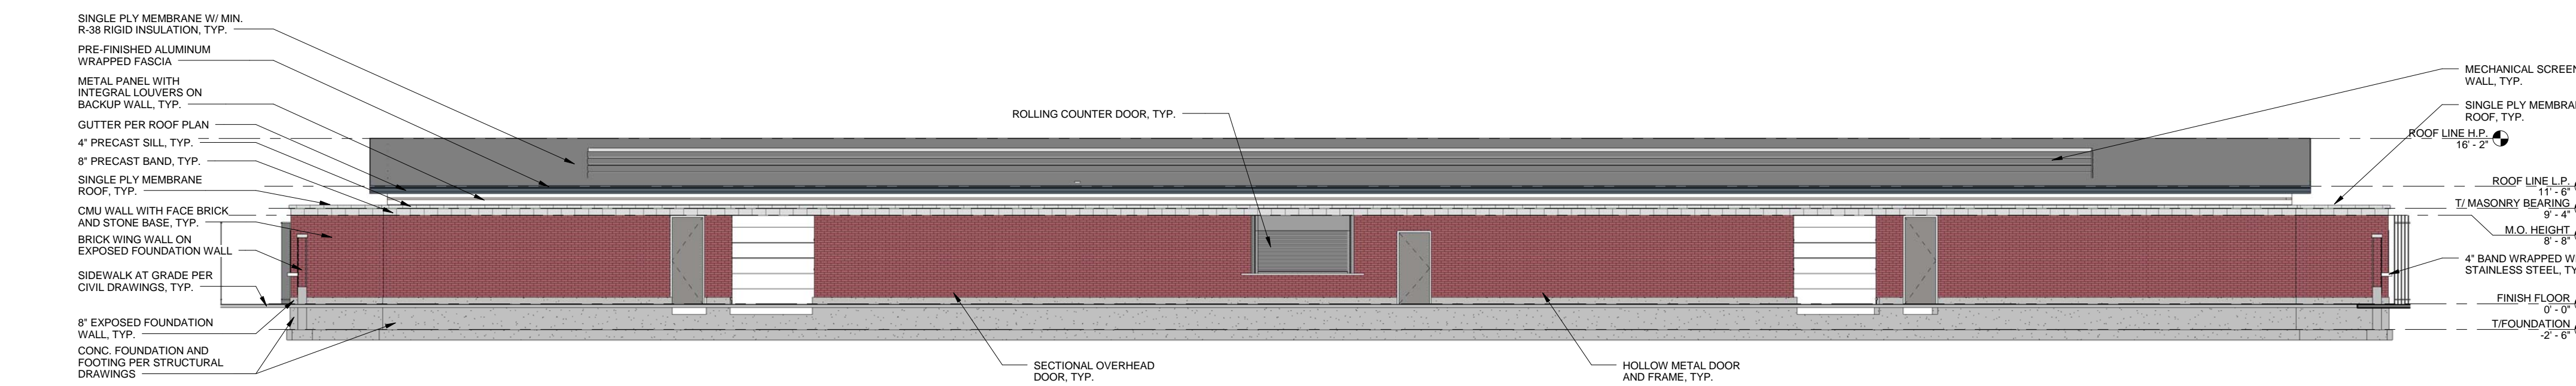 SINGLE PLY MEMBRANE W/ MIN.
R-38 RIGID INSULATION, TYP.
PRE-FINISHED ALUMINUM
WRAPPED FASCIA
METAL PANEL WITH
INTEGRAL LOUVERS ON
BACKUP WALL, TYP.
GUTTER PER ROOF PLAN
4" PRECAST SILL, TYP.
8" PRECAST BAND, TYP.
SINGLE PLY MEMBRANE
ROOF, TYP.
CMU WALL WITH FACE BRICK
AND STONE BASE, TYP.
BRICK WING WALL ON
EXPOSED FOUNDATION WALL
SIDEWALK AT GRADE PER
CIVIL DRAWINGS, TYP.
8" EXPOSED FOUNDATION
WALL, TYP.
CONC. FOUNDATION AND
FOOTING PER STRUCTURAL
DRAWINGS
ROLLING COUNTER DOOR, TYP.
SECTIONAL OVERHEAD
DOOR, TYP.
HOLLOW METAL DOOR
AND FRAME, TYP.
MECHANICAL SCREEN
WALL, TYP.
SINGLE PLY MEMBRA
ROOF, TYP.
ROOF LINE H.P.
16' - 2"
ROOF LINE L.P.
11' - 6"
T/ MASONRY BEARING
9' - 4"
M.O. HEIGHT
8' - 8"
4" BAND WRAPPED W
STAINLESS STEEL, TY
FINISH FLOOR
0' - 0"
T/FOUNDATION
-2' - 6"